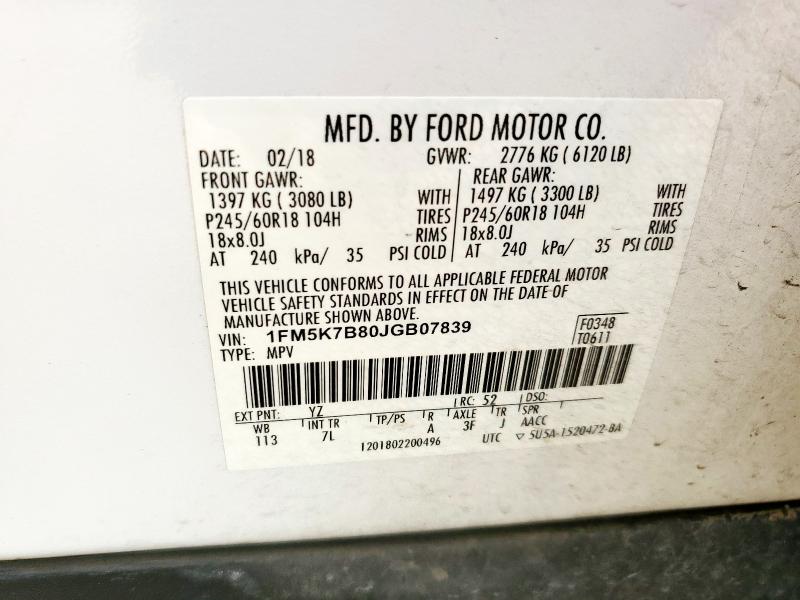 MFD. BY FORD MOTOR CO.
DATE: 02/18 GVWR: 2776 KG ( 6120 LB)
FRONT GAWR: REAR GAWR:
1397 KG ( 3080 LB) WITH 1497 KG ( 3300 LB) WITH
P245/60R18 104H TIRES P245/60R18 104H TIRES
18x8.0J RIMS 18x8.0J RIMS
AT 240 kPa/ 35 PSI COLD AT 240 kPa/ 35 PSI COLD
THIS VEHICLE CONFORMS TO ALL APPLICABLE FEDERAL MOTOR
VEHICLE SAFETY STANDARDS IN EFFECT ON THE DATE OF
MANUFACTURE SHOWN ABOVE.
VIN: 1FM5K7B80JGB07839 F0348
TYPE: MPV T0611
EXT PNT: YZ RC: 52 DSO:
WB INT TR TP/PS R AXLE TR SPR
113 7L A 3F J AACC
1201802200496 UTC ▽ 5U5A-1520472-BA